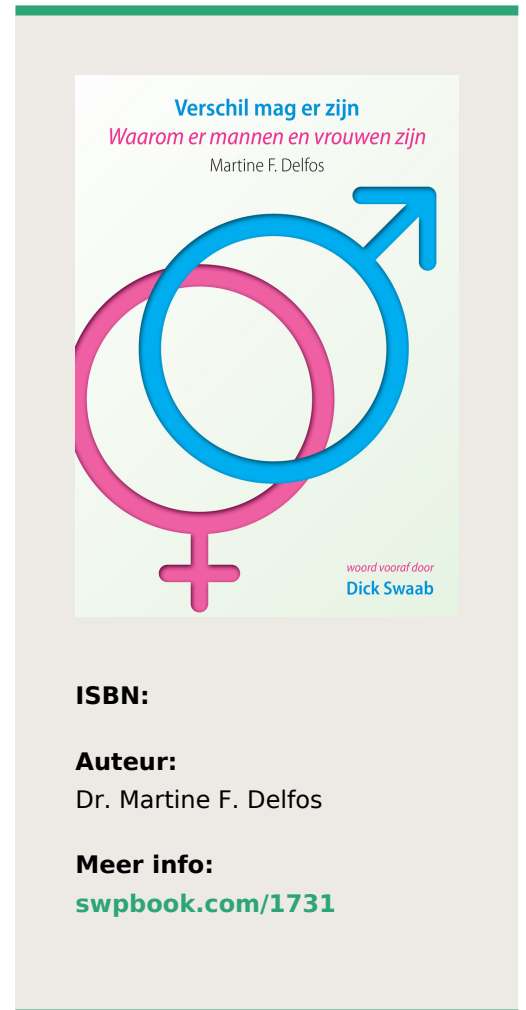 Verschil mag er zijn
Waarom er mannen en vrouwen zijn
Martine F. Delfos
woord vooraf door
Dick Swaab
ISBN:
Auteur:
Dr. Martine F. Delfos
Meer info:
swpbook.com/1731